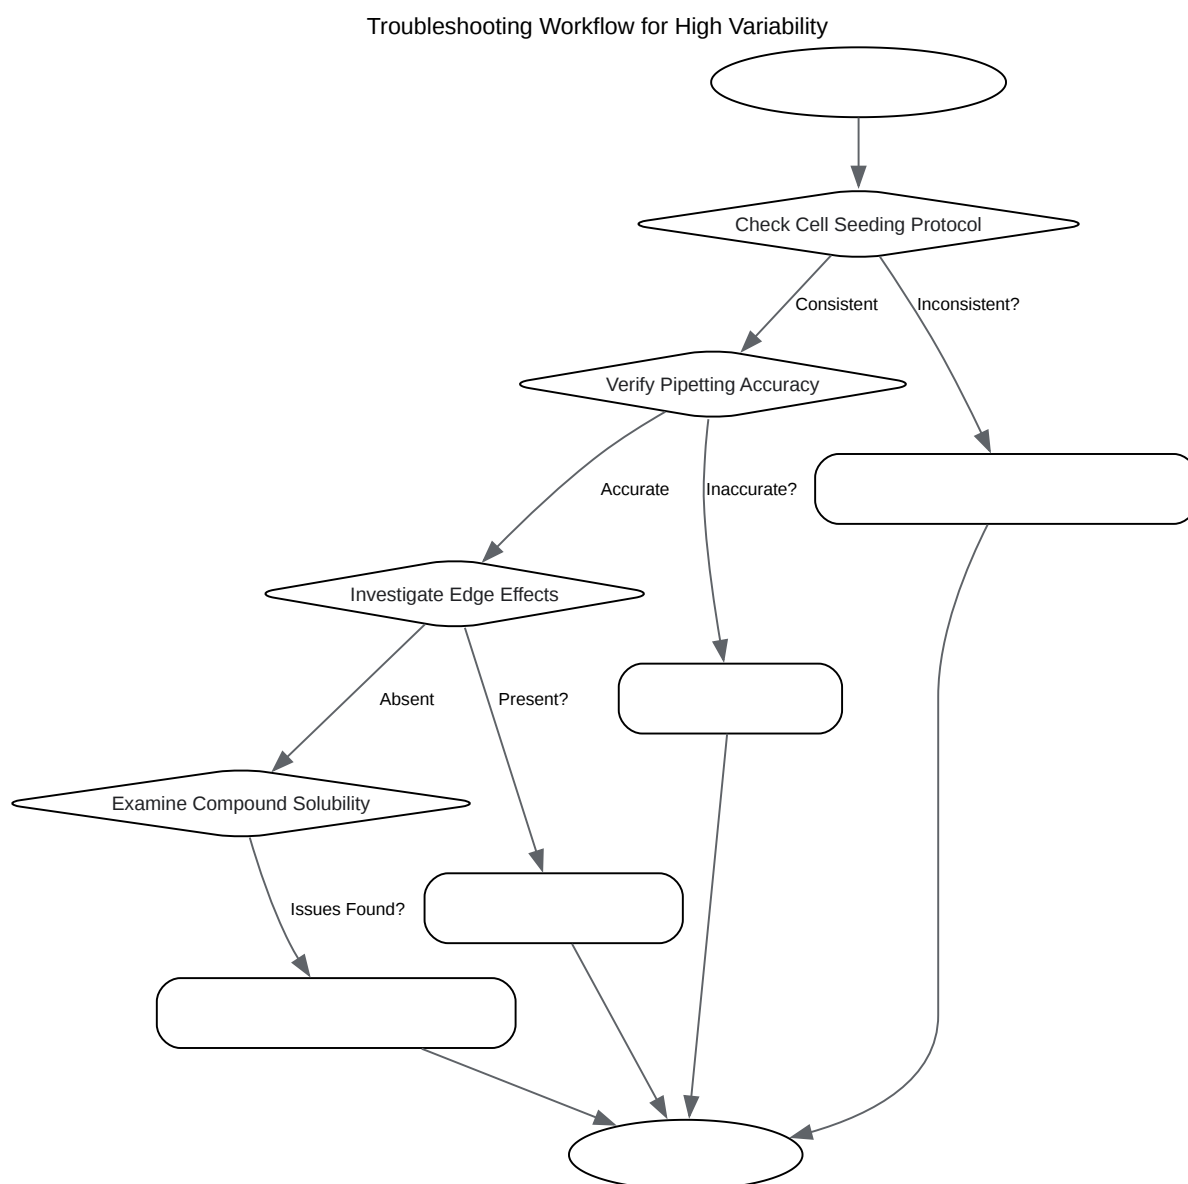 Troubleshooting Workflow for High Variability
Check Cell Seeding Protocol
Consistent
Inconsistent?
Verify Pipetting Accuracy
Accurate
Inaccurate?
Investigate Edge Effects
Absent
Present?
Examine Compound Solubility
Issues Found?